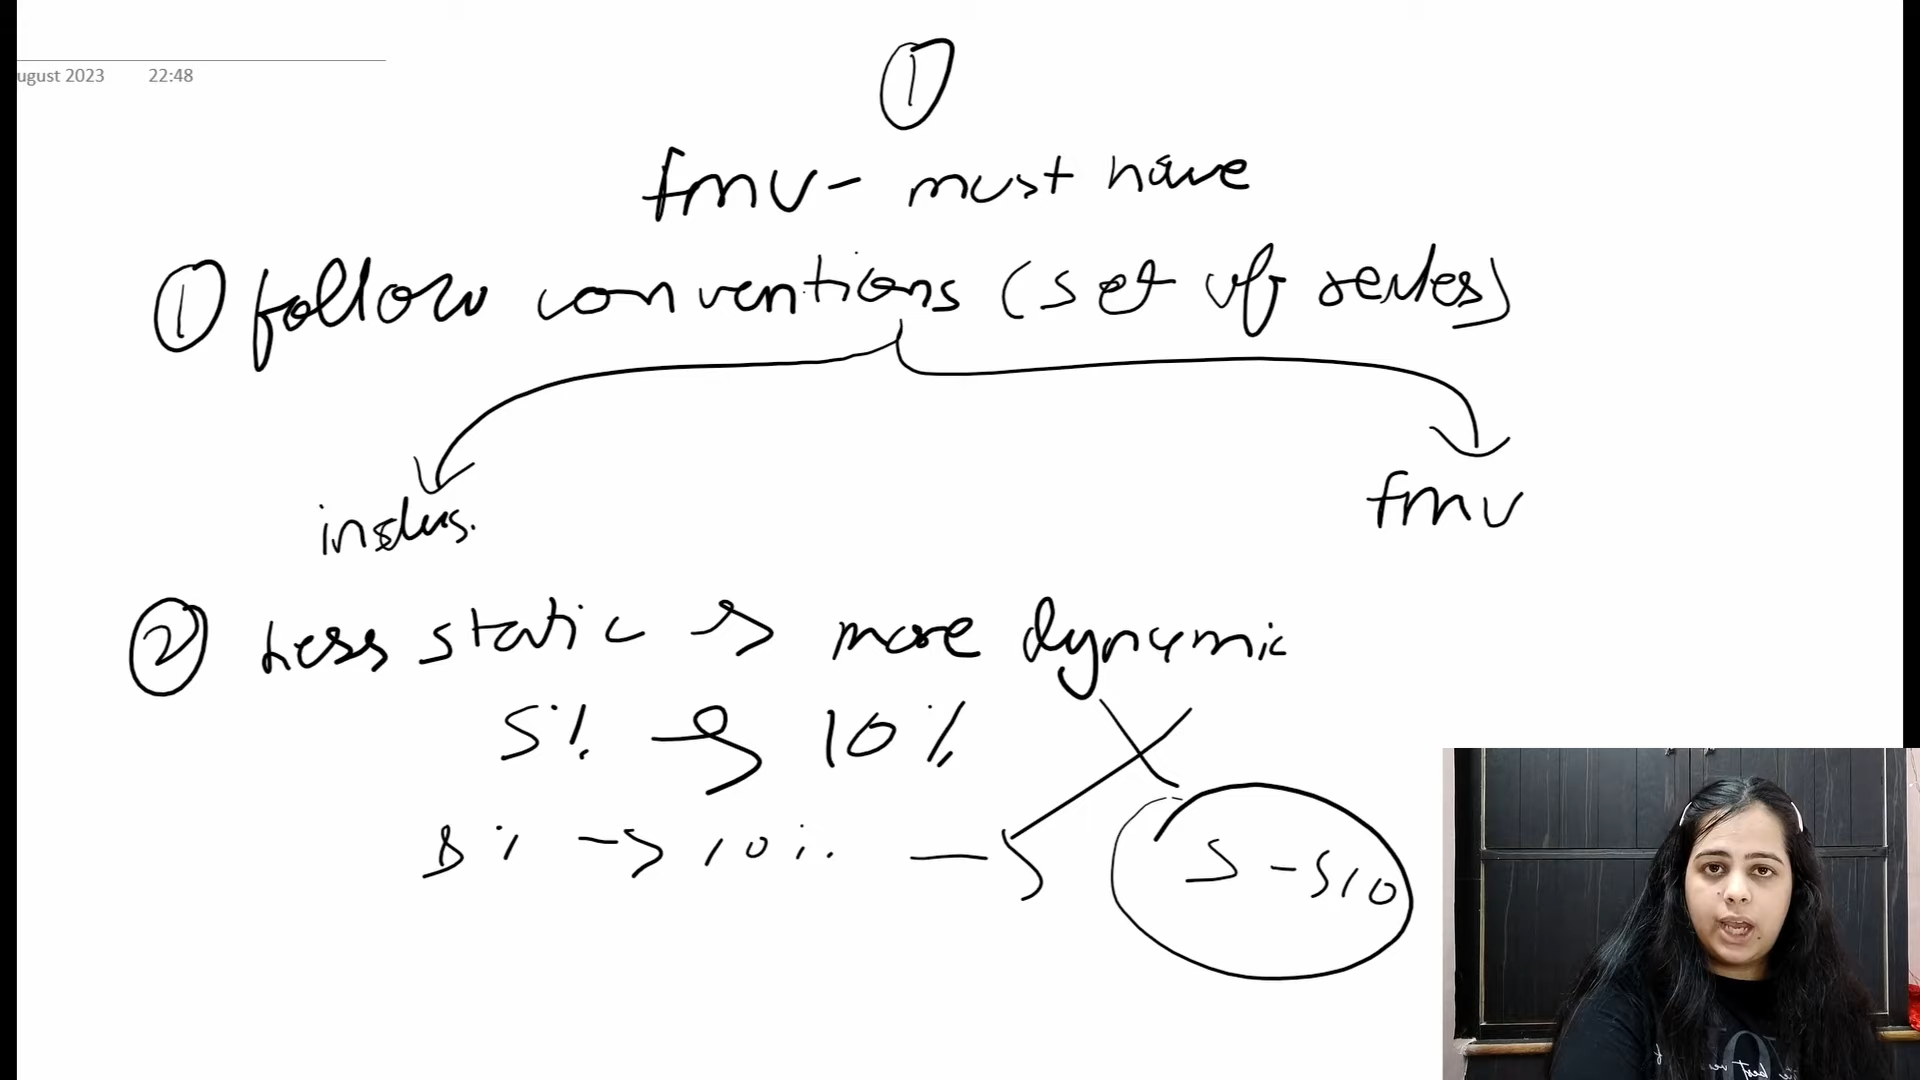 ugust 2023 22:48
①
fmv - must have
① follow conventions (set of rules)
indus. fmv
② Less static → more dynamic
5% → 10%
8% → 10% →
5 - 510